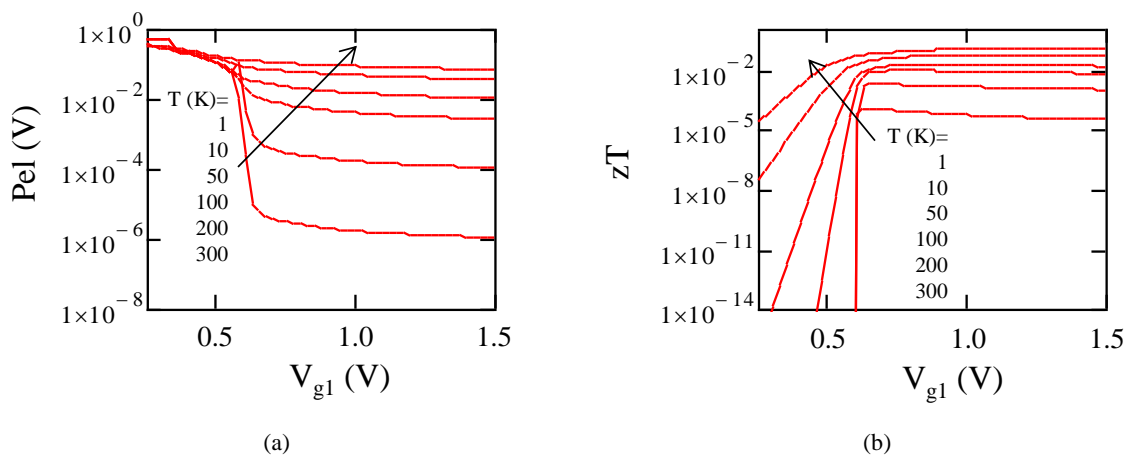 1×10⁰
1×10⁻²
1×10⁻⁴
1×10⁻⁶
1×10⁻⁸
Pel (V)
T (K)=
1
10
50
100
200
300
0.5 1.0 1.5
V_g1 (V)
(a)
1×10⁻²
1×10⁻⁵
1×10⁻⁸
1×10⁻¹¹
1×10⁻¹⁴
zT
T (K)=
1
10
50
100
200
300
0.5 1.0 1.5
V_g1 (V)
(b)